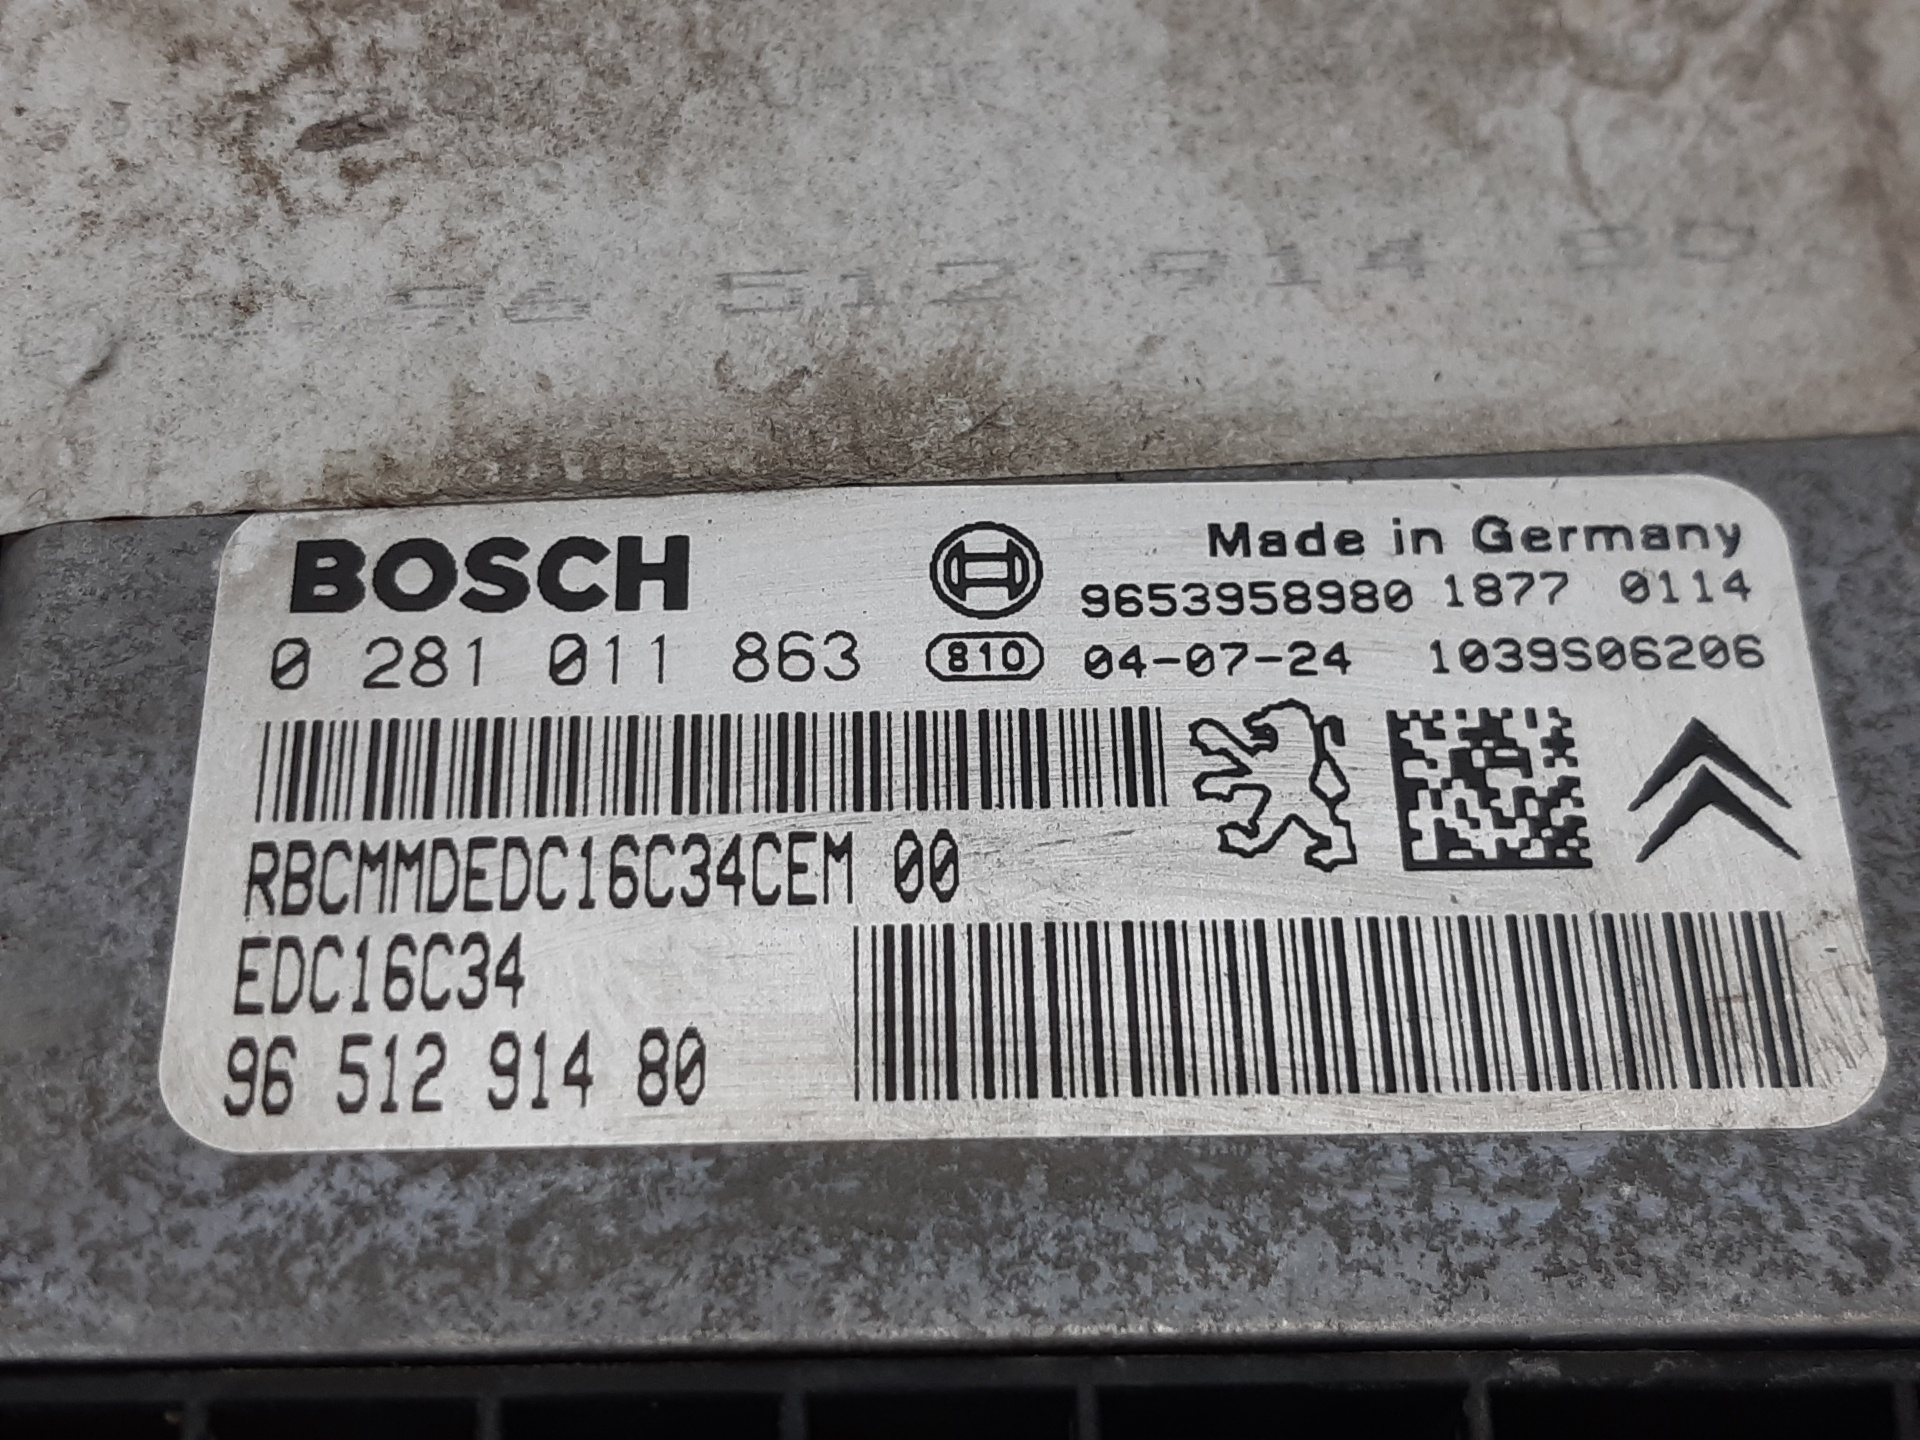 96 512 914 80
BOSCH
Made in Germany
9653958980 1877 0114
0 281 011 863
810
04-07-24 1039S06206
RBCMMDEDC16C34CEM 00
EDC16C34
96 512 914 80